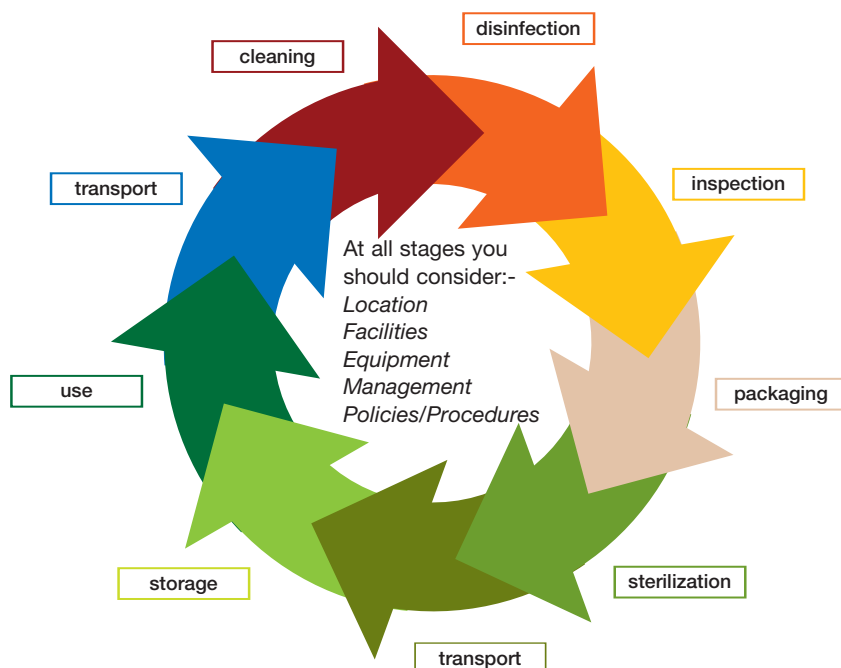 disinfection
cleaning
inspection
transport
At all stages you
should consider:-
Location
Facilities
Equipment
Management
Policies/Procedures
use
packaging
storage
sterilization
transport